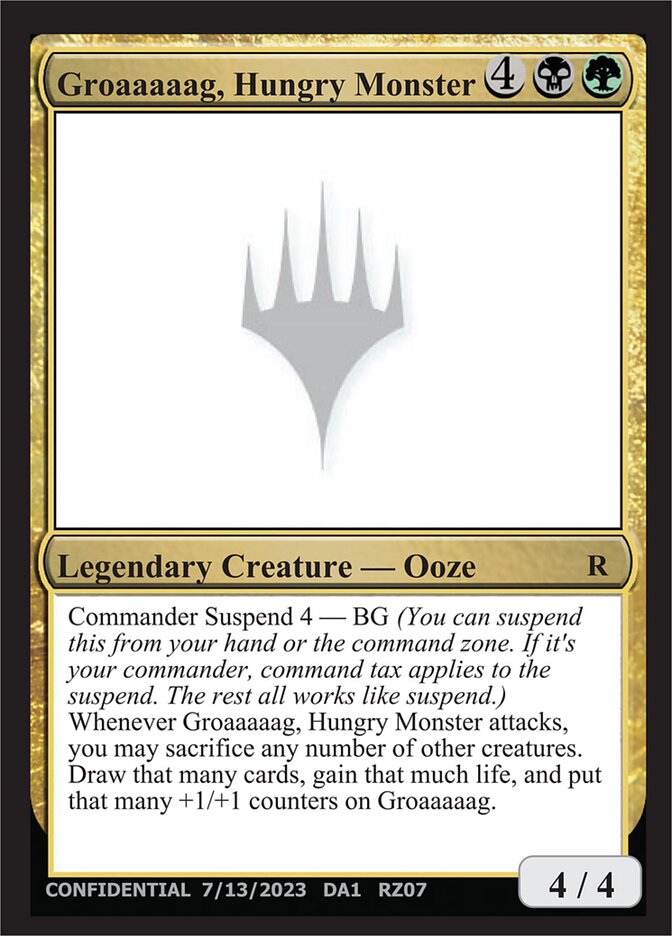 Groaaaaag, Hungry Monster 4
Legendary Creature — Ooze R
Commander Suspend 4 — BG (You can suspend
this from your hand or the command zone. If it's
your commander, command tax applies to the
suspend. The rest all works like suspend.)
Whenever Groaaaaag, Hungry Monster attacks,
you may sacrifice any number of other creatures.
Draw that many cards, gain that much life, and put
that many +1/+1 counters on Groaaaaag.
4 / 4
CONFIDENTIAL 7/13/2023 DA1 RZ07